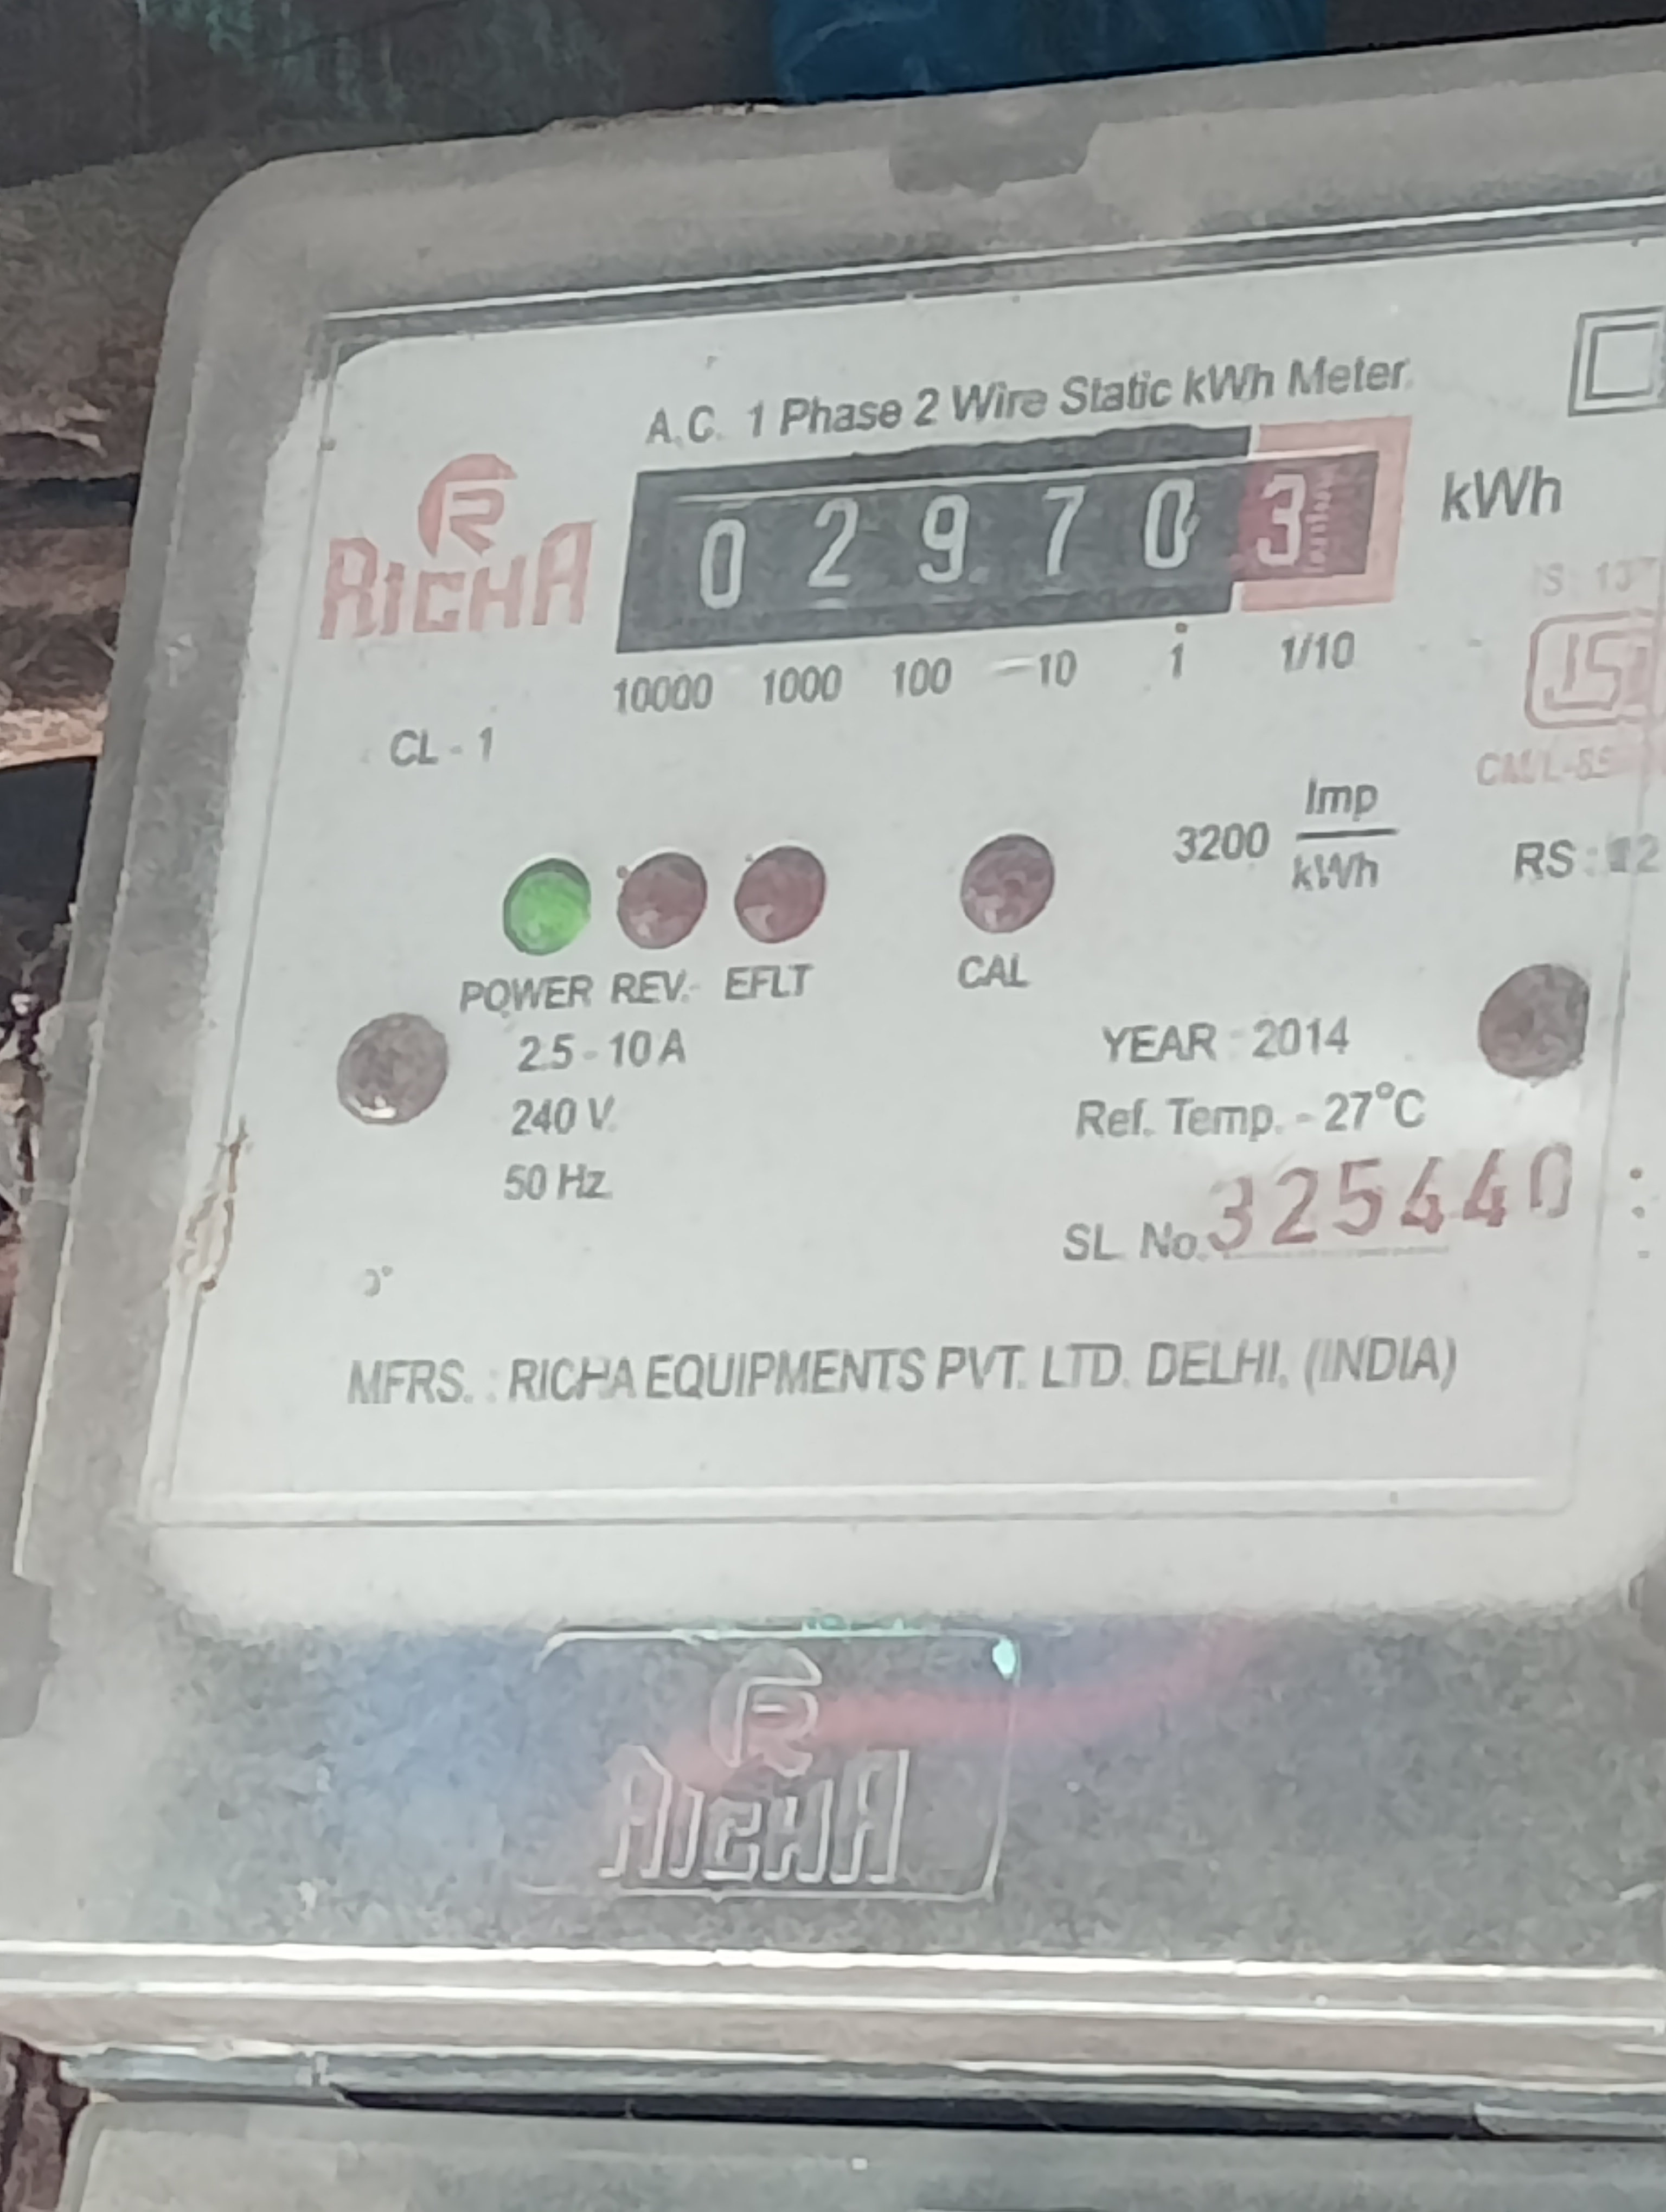 A.C. 1 Phase 2 Wire Static kWh Meter
R
RICHA
0 2 9 7 0 3 kWh
10000 1000 100 10 1 1/10
CL - 1
3200 Imp
kWh
RS :
POWER REV. EFLT CAL
2.5 - 10 A
YEAR : 2014
240 V.
Ref. Temp. - 27°C
50 Hz.
SL. No. 325440
MFRS. : RICHA EQUIPMENTS PVT. LTD. DELHI. (INDIA)
R
RICHA